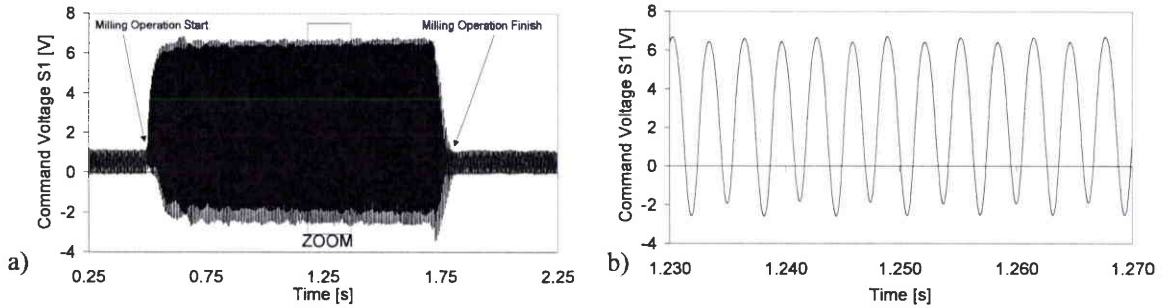 a)
Command Voltage S1 [V]
8
6
4
2
0
-2
-4
Milling Operation Start
Milling Operation Finish
ZOOM
0.25 0.75 1.25 1.75 2.25
Time [s]
b)
Command Voltage S1 [V]
8
6
4
2
0
-2
-4
1.230 1.240 1.250 1.260 1.270
Time [s]